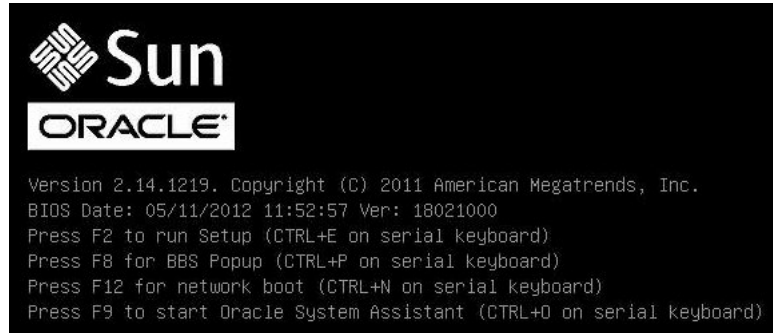 Sun
ORACLE
Version 2.14.1219. Copyright (C) 2011 American Megatrends, Inc.
BIOS Date: 05/11/2012 11:52:57 Ver: 18021000
Press F2 to run Setup (CTRL+E on serial keyboard)
Press F8 for BBS Popup (CTRL+P on serial keyboard)
Press F12 for network boot (CTRL+N on serial keyboard)
Press F9 to start Oracle System Assistant (CTRL+O on serial keyboard)